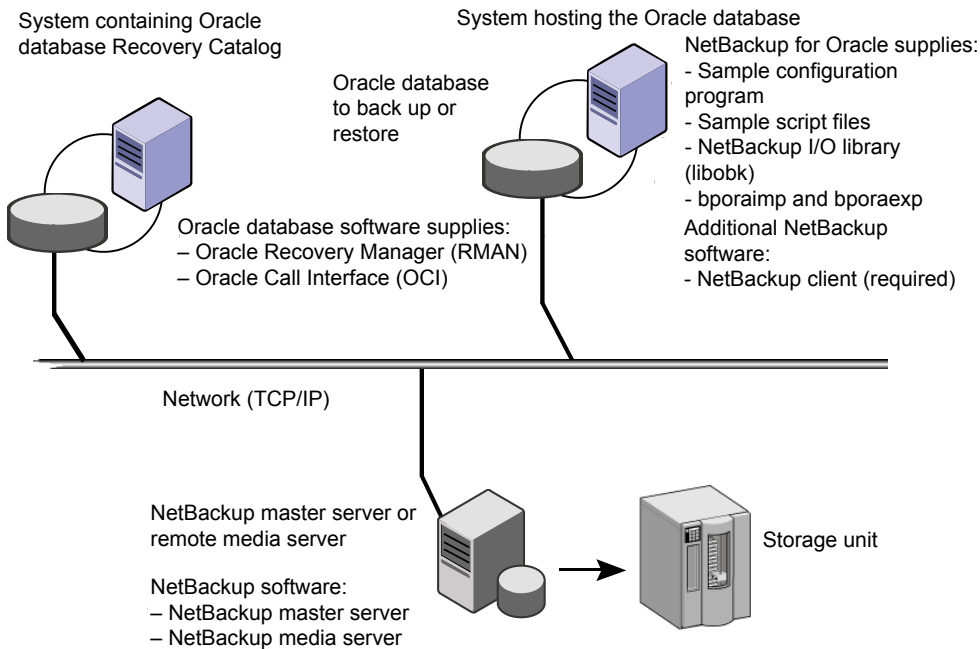 System containing Oracle
database Recovery Catalog
System hosting the Oracle database
Oracle database
to back up or
restore
NetBackup for Oracle supplies:
- Sample configuration
program
- Sample script files
- NetBackup I/O library
(libobk)
- bporaimp and bporaexp
Additional NetBackup
software:
- NetBackup client (required)
Oracle database software supplies:
– Oracle Recovery Manager (RMAN)
– Oracle Call Interface (OCI)
Network (TCP/IP)
NetBackup master server or
remote media server
NetBackup software:
– NetBackup master server
– NetBackup media server
Storage unit